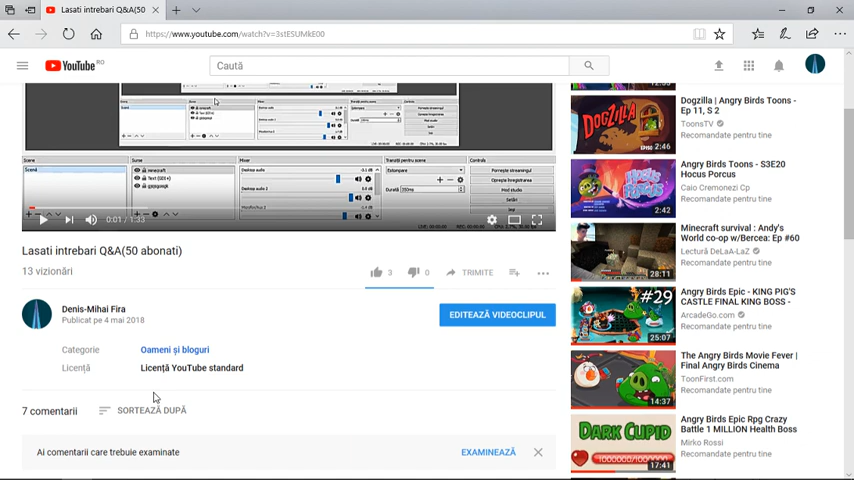 Lasati intrebari Q&A(50
https://www.youtube.com/watch?v=3stESUMkE00
YouTube RO
Caută
Scene
Surse
Mixer
Tranziții pentru scene
Controls
Scenă
minecraft
Text (GDI+)
Desktop audio
Desktop audio 2
Estompare
Durată
Pornește streamingul
Oprește înregistrarea
Mod studio
Setări
Ieși
0:01 / 1:33
Lasati intrebari Q&A(50 abonati)
13 vizionări
3
0
TRIMITE
Denis-Mihai Fira
Publicat pe 4 mai 2018
EDITEAZĂ VIDEOCLIPUL
Categorie
Oameni și bloguri
Licență
Licență YouTube standard
7 comentarii
SORTEAZĂ DUPĂ
Ai comentarii care trebuie examinate
EXAMINEAZĂ
DOGZILLA
2:46
Dogzilla | Angry Birds Toons -
Ep 11, S 2
ToonsTV
Recomandate pentru tine
HOCUS
PORCUS
2:42
Angry Birds Toons - S3E20
Hocus Porcus
Caio Cremonezi Cp
Recomandate pentru tine
28:11
Minecraft survival : Andy's
World co-op w/Bercea: Ep #60
Lectură DeLaA-LaZ
Recomandate pentru tine
#29
25:07
Angry Birds Epic - KING PIG'S
CASTLE FINAL KING BOSS -
ArcadeGo.com
Recomandate pentru tine
14:37
The Angry Birds Movie Fever |
Final Angry Birds Cinema
ToonFirst.com
Recomandate pentru tine
DARK CUPID
17:41
Angry Birds Epic Rpg Crazy
Battle 1 MILLION Health Boss
Mirko Rossi
Recomandate pentru tine